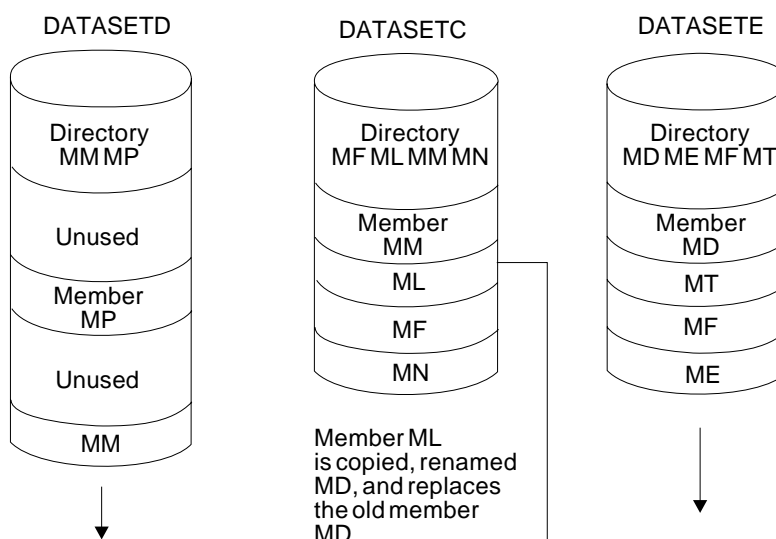 DATASETD
Directory
MM MP
Unused
Member
MP
Unused
MM
DATASETC
Directory
MF ML MM MN
Member
MM
ML
MF
MN
Member ML
is copied, renamed
MD, and replaces
the old member
MD
DATASETE
Directory
MD ME MF MT
Member
MD
MT
MF
ME